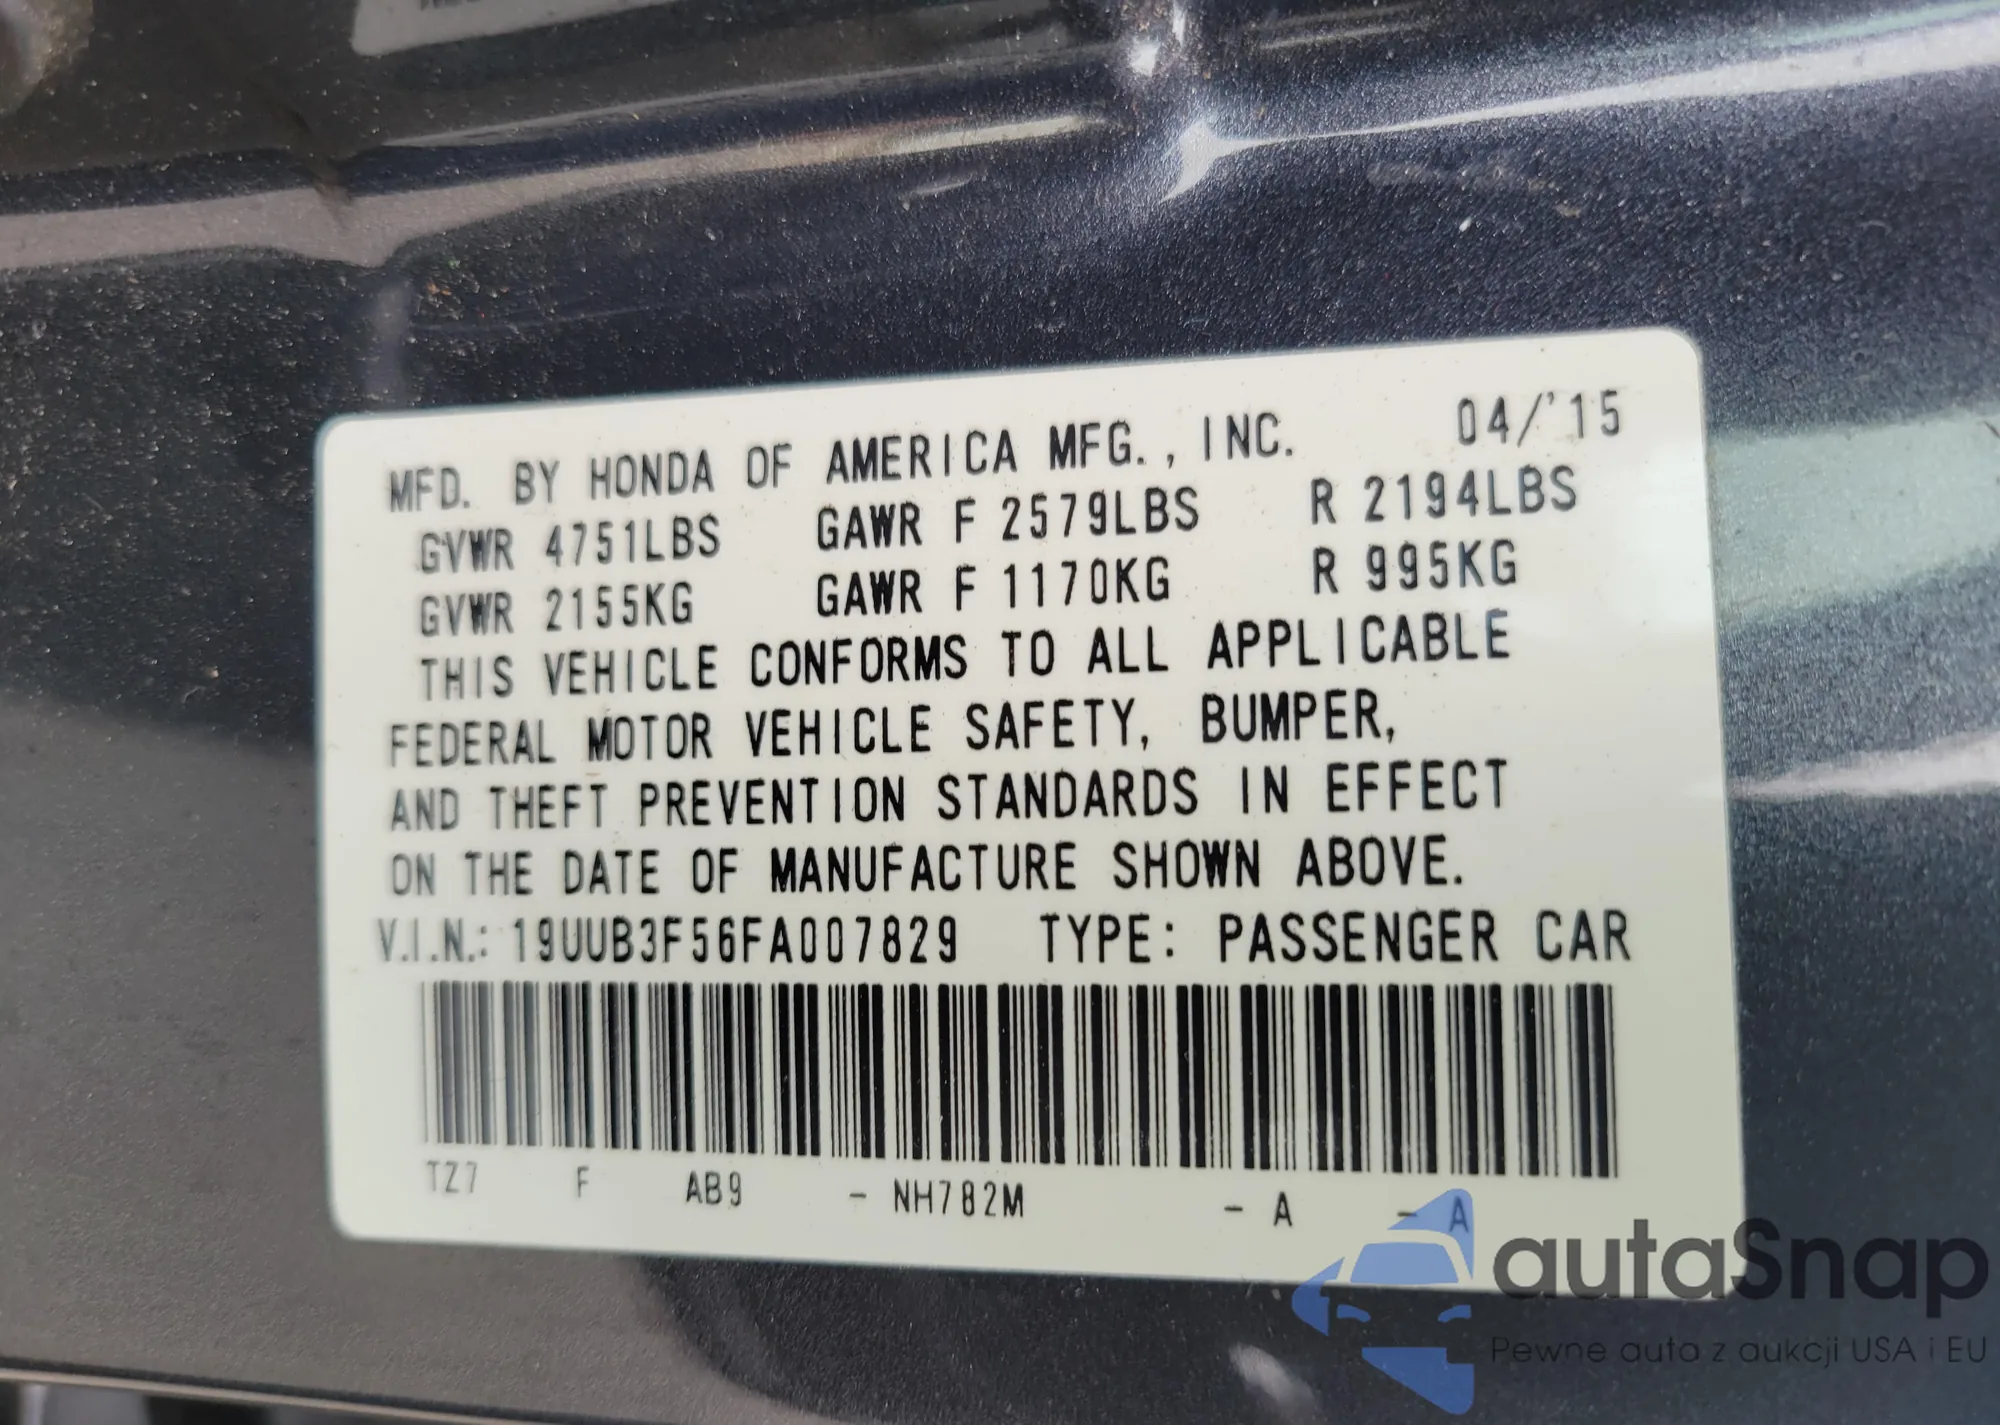 MFD. BY HONDA OF AMERICA MFG., INC. 04/'15
GVWR 4751LBS GAWR F 2579LBS R 2194LBS
GVWR 2155KG GAWR F 1170KG R 995KG
THIS VEHICLE CONFORMS TO ALL APPLICABLE
FEDERAL MOTOR VEHICLE SAFETY, BUMPER,
AND THEFT PREVENTION STANDARDS IN EFFECT
ON THE DATE OF MANUFACTURE SHOWN ABOVE.
V.I.N.: 19UUB3F56FA007829 TYPE: PASSENGER CAR
TZ7 F AB9 - NH782M - A - A
autaSnap
Pewne auta z aukcji USA i EU